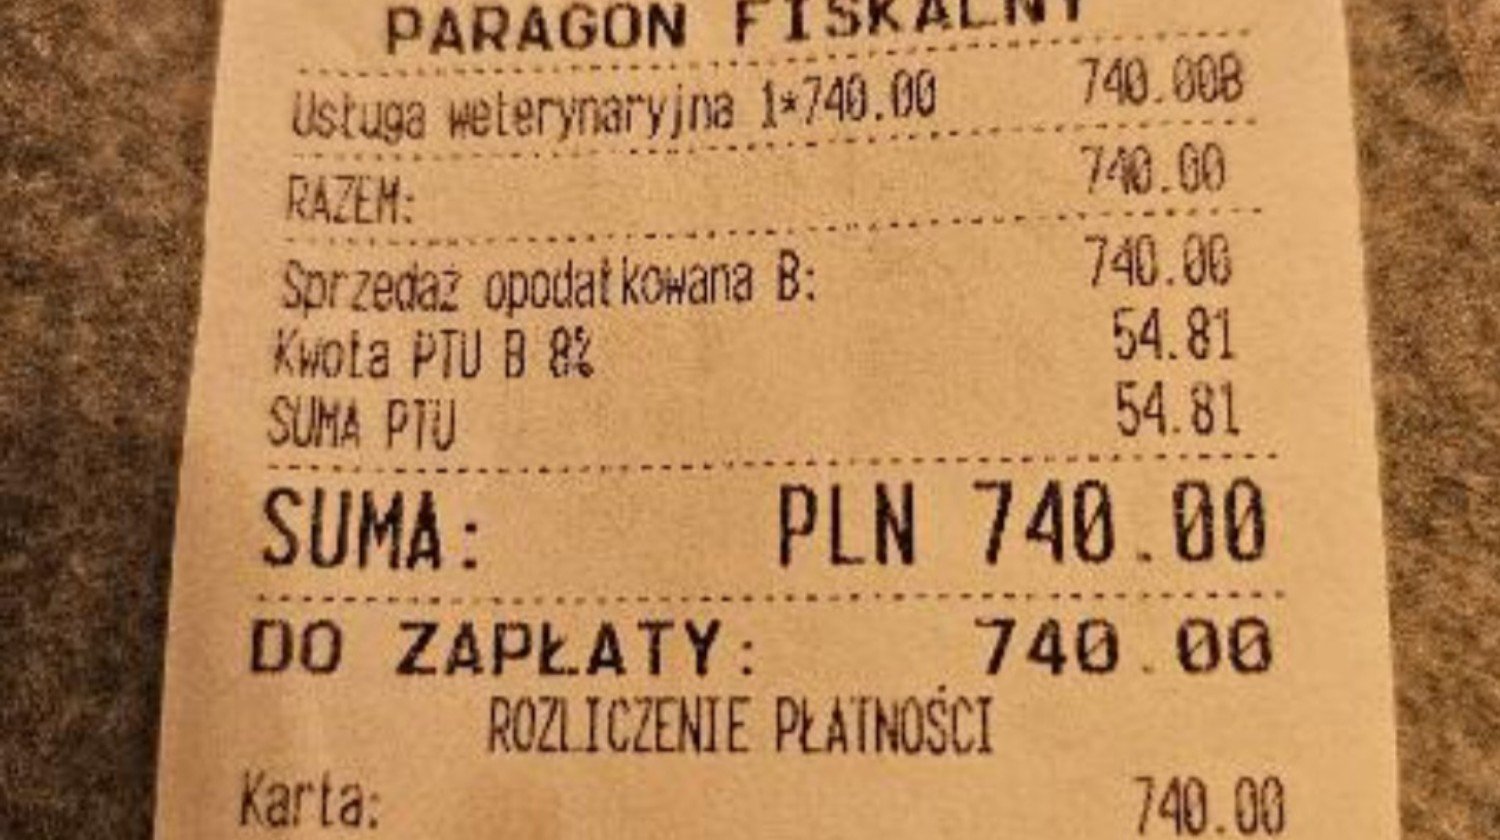 PARAGON FISKALNY
Usługa weterynaryjna 1*740.00 740.00B
RAZEM: 740.00
Sprzedaż opodatkowana B: 740.00
Kwota PTU B 8% 54.81
SUMA PTU 54.81
SUMA: PLN 740.00
DO ZAPŁATY: 740.00
ROZLICZENIE PŁATNOŚCI
Karta: 740.00